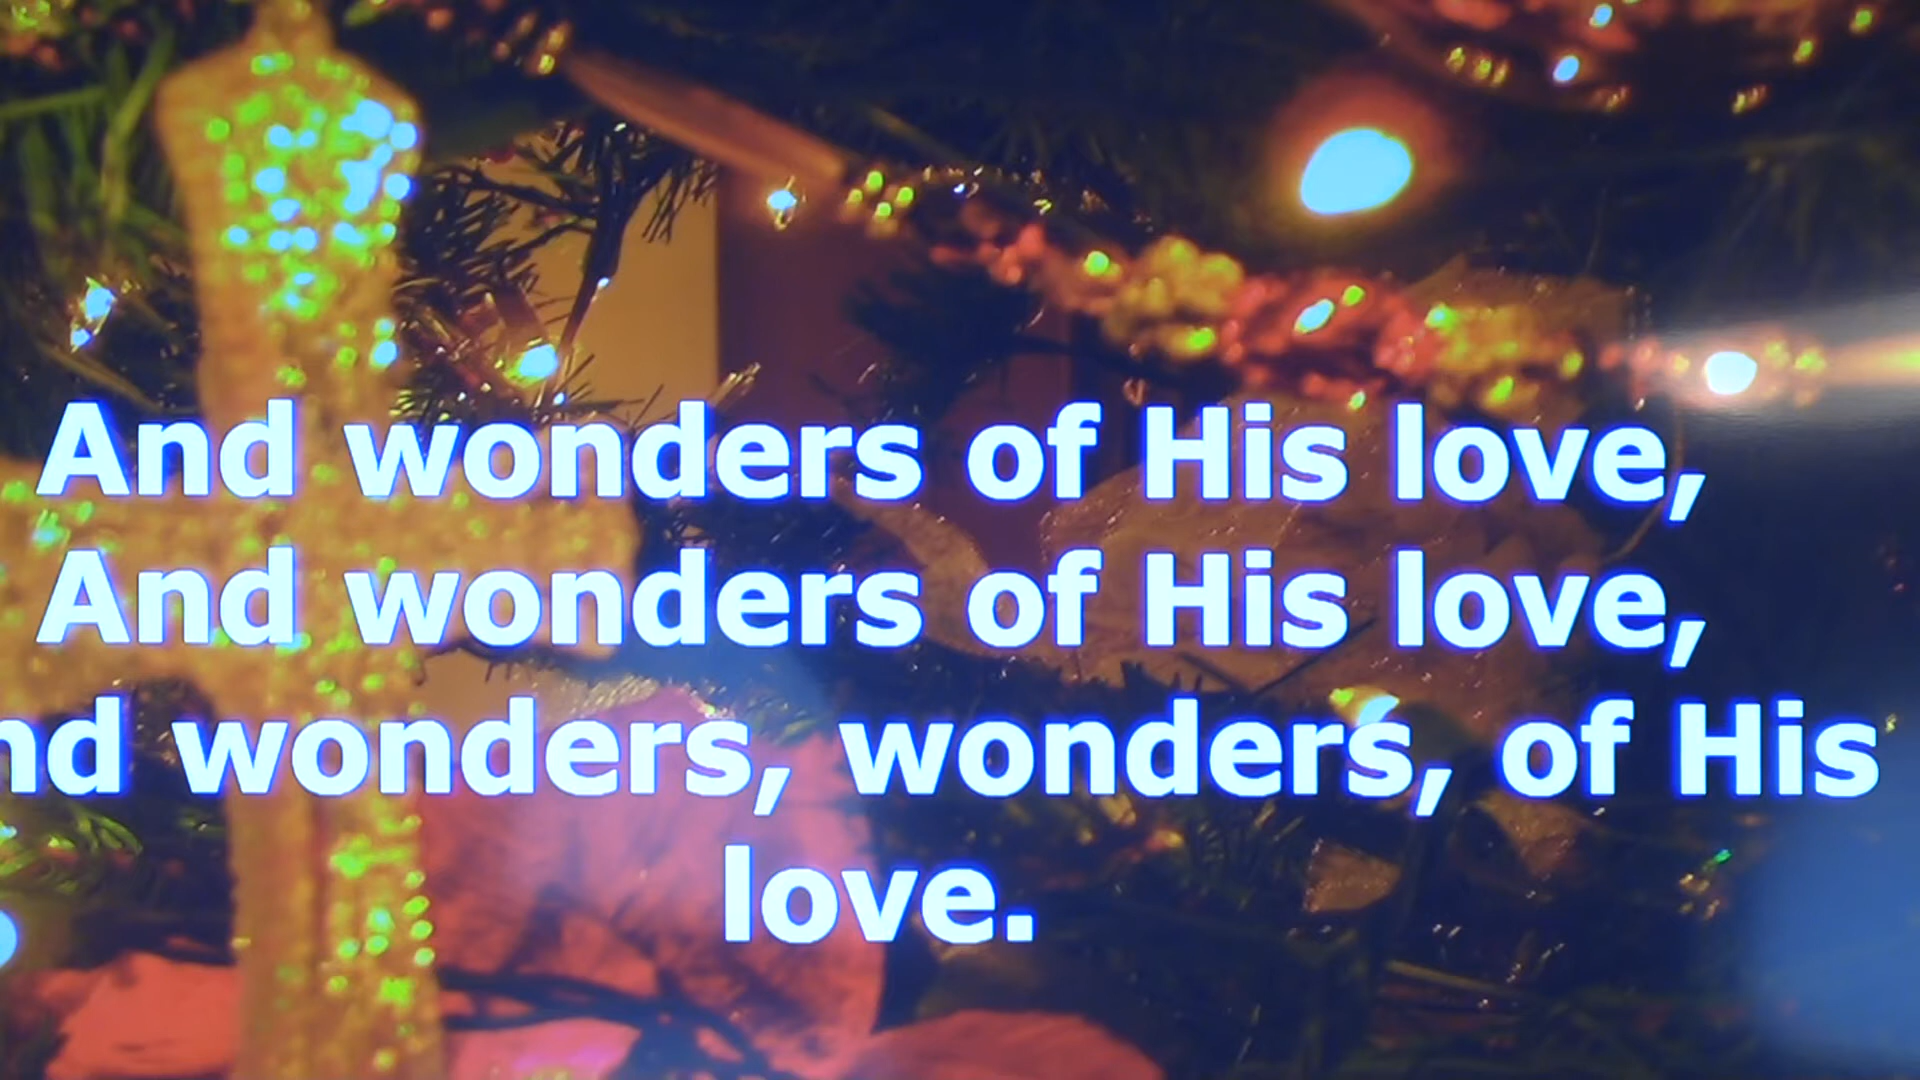 And wonders of His love,
And wonders of His love,
nd wonders, wonders, of His
love.